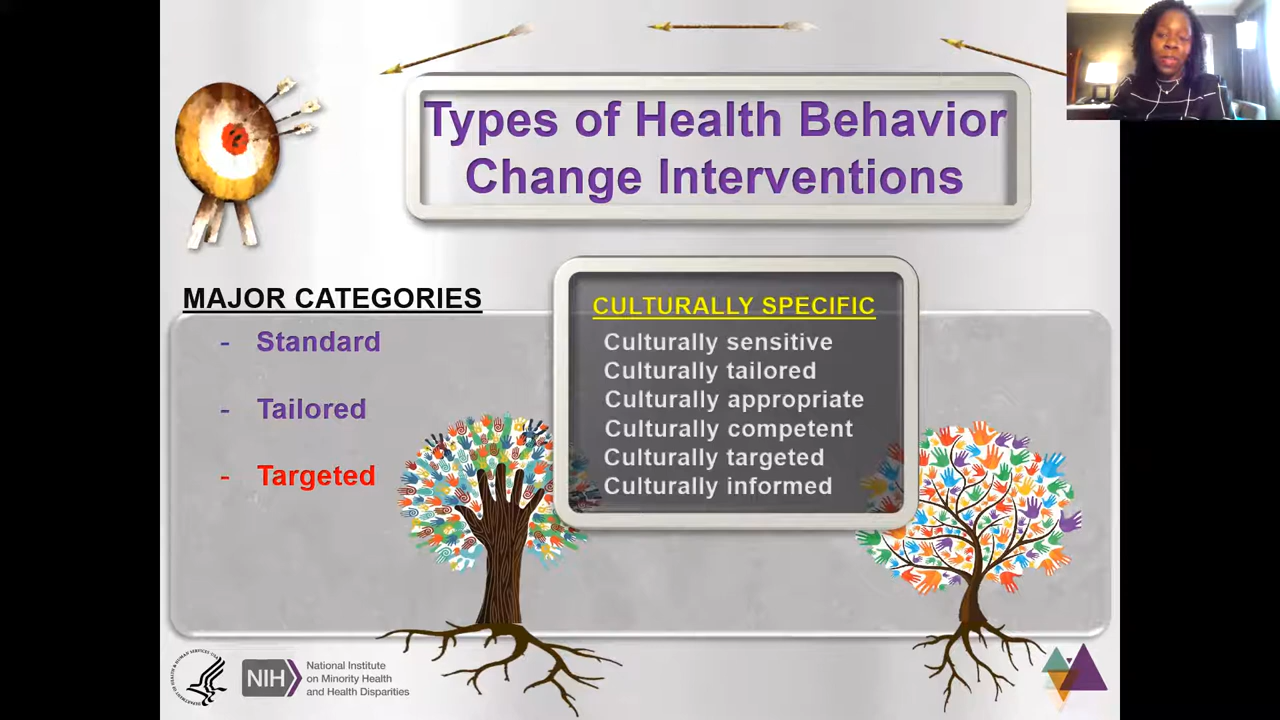 Types of Health Behavior
Change Interventions
MAJOR CATEGORIES
- Standard
- Tailored
- Targeted
CULTURALLY SPECIFIC
Culturally sensitive
Culturally tailored
Culturally appropriate
Culturally competent
Culturally targeted
Culturally informed
NIH
National Institute
on Minority Health
and Health Disparities